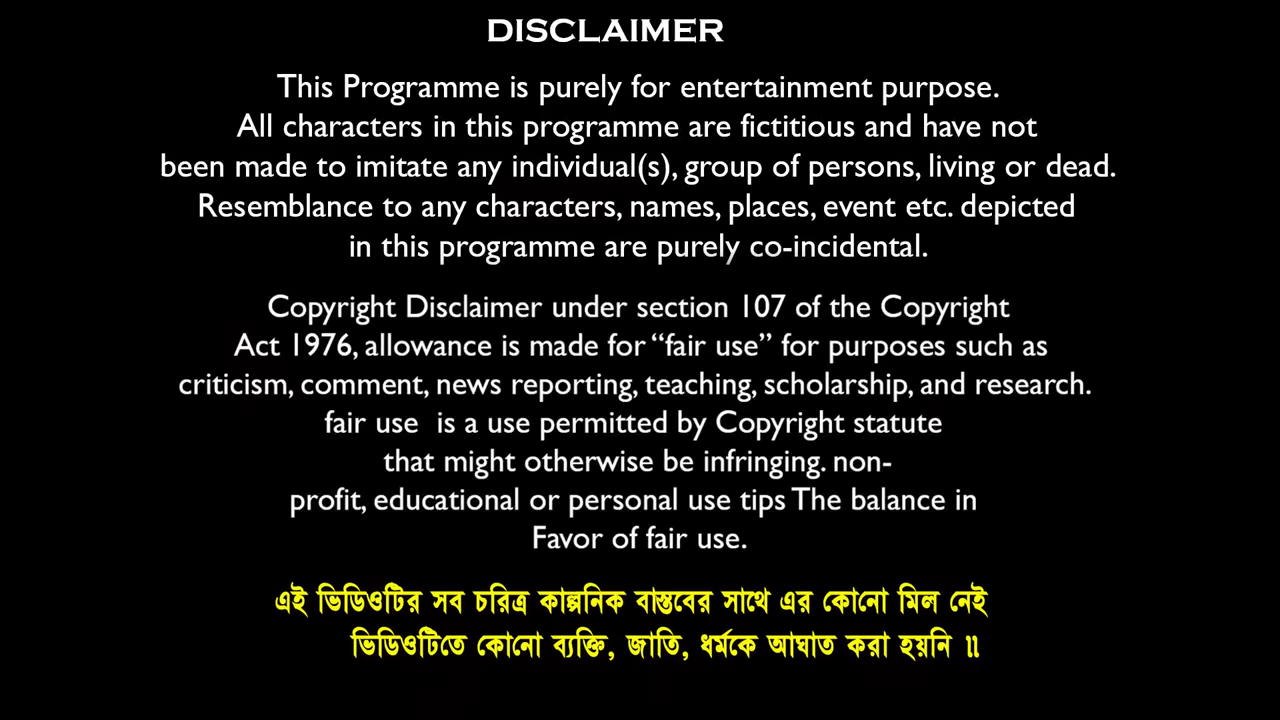 DISCLAIMER
This Programme is purely for entertainment purpose.
All characters in this programme are fictitious and have not
been made to imitate any individual(s), group of persons, living or dead.
Resemblance to any characters, names, places, event etc. depicted
in this programme are purely co-incidental.
Copyright Disclaimer under section 107 of the Copyright
Act 1976, allowance is made for “fair use” for purposes such as
criticism, comment, news reporting, teaching, scholarship, and research.
fair use is a use permitted by Copyright statute
that might otherwise be infringing. non-
profit, educational or personal use tips The balance in
Favor of fair use.
এই ভিডিওটির সব চরিত্র কাল্পনিক বাস্তবের সাথে এর কোনো মিল নেই
ভিডিওটিতে কোনো ব্যক্তি, জাতি, ধর্মকে আঘাত করা হয়নি ॥